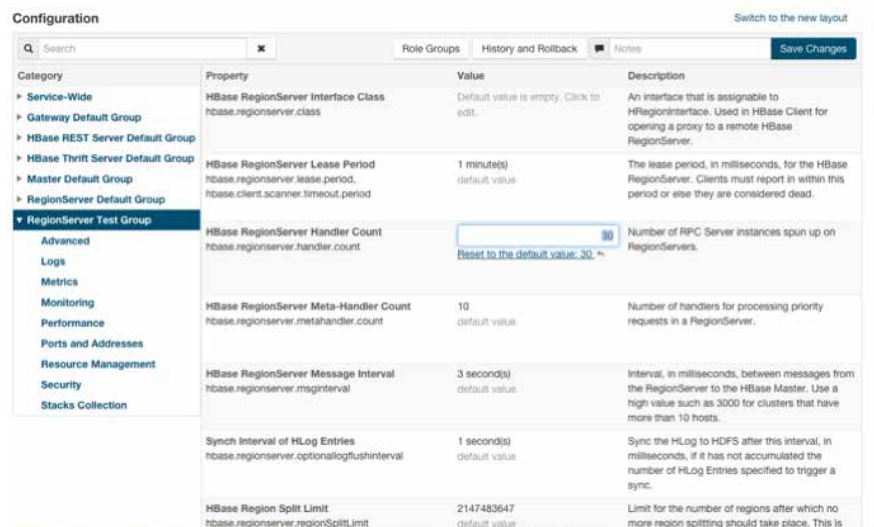 Configuration
Switch to the new layout
Search
Role Groups
History and Rollback
Notes
Save Changes
Category
Property
Value
Description
Service-Wide
Gateway Default Group
HBase REST Server Default Group
HBase Thrift Server Default Group
Master Default Group
RegionServer Default Group
RegionServer Test Group
Advanced
Logs
Metrics
Monitoring
Performance
Ports and Addresses
Resource Management
Security
Stacks Collection
HBase RegionServer Interface Class
hbase.regionserver.class
Default value is empty. Click to
edit.
An interface that is assignable to
HRegionInterface. Used in HBase Client for
opening a proxy to a remote HBase
RegionServer.
HBase RegionServer Lease Period
hbase.regionserver.lease.period,
hbase.client.scanner.timeout.period
1 minute(s)
default value
The lease period, in milliseconds, for the HBase
RegionServer. Clients must report in within this
period or else they are considered dead.
HBase RegionServer Handler Count
hbase.regionserver.handler.count
30
Reset to the default value: 30
Number of RPC Server instances spun up on
RegionServers.
HBase RegionServer Meta-Handler Count
hbase.regionserver.metahandler.count
10
default value
Number of handlers for processing priority
requests in a RegionServer.
HBase RegionServer Message Interval
hbase.regionserver.msginterval
3 second(s)
default value
Interval, in milliseconds, between messages from
the RegionServer to the HBase Master. Use a
high value such as 3000 for clusters that have
more than 10 hosts.
Synch Interval of HLog Entries
hbase.regionserver.optionallogflushinterval
1 second(s)
default value
Sync the HLog to HDFS after this interval, in
milliseconds, if it has not accumulated the
number of HLog Entries specified to trigger a
sync.
HBase Region Split Limit
hbase.regionserver.regionSplitLimit
2147483647
default value
Limit for the number of regions after which no
more region splitting should take place. This is